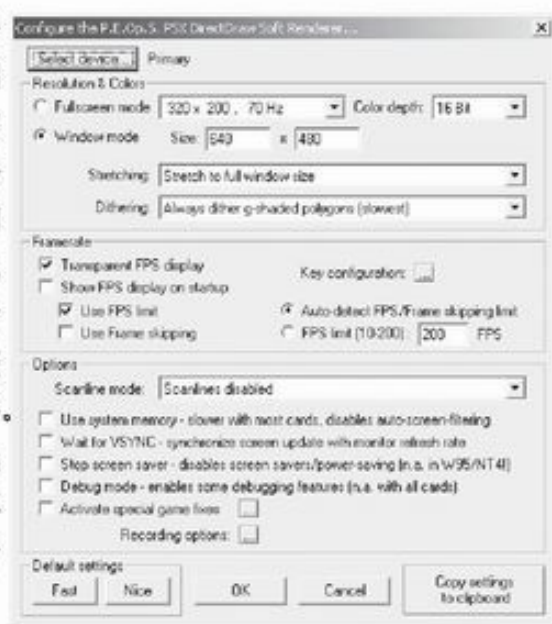 Configure the P.E.Op.S. PSX DirectDraw Soft Renderer...
Select device... Primary
Resolution & Colors
Fullscreen mode 320 x 200 , 70 Hz Color depth: 16 Bit
Window mode Size: 640 x 480
Stretching: Stretch to full window size
Dithering: Always dither g-shaded polygons (slowest)
Framerate
Transparent FPS display
Key configuration: ...
Show FPS display on startup
Use FPS limit Auto-detect FPS/Frame skipping limit
Use Frame skipping FPS limit (10-200): 200 FPS
Options
Scanline mode: Scanlines disabled
Use system memory - slower with most cards, disables auto-screen-filtering
Wait for VSYNC - synchronize screen update with monitor refresh rate
Stop screen saver - disables screen savers/power-saving (n.a. in W95/NT4!)
Debug mode - enables some debugging features (n.a. with all cards)
Activate special game fixes ...
Recording options: ...
Default settings
Fast Nice OK Cancel Copy settings
to clipboard